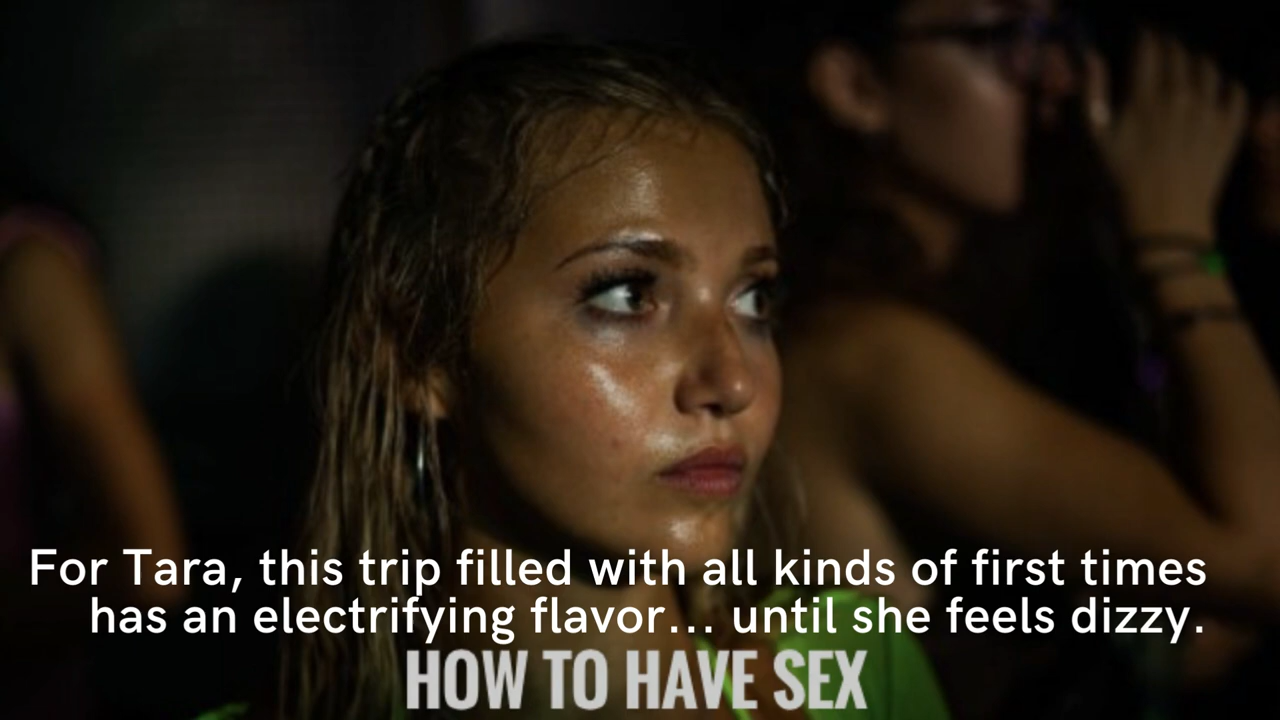 For Tara, this trip filled with all kinds of first times
has an electrifying flavor... until she feels dizzy.
HOW TO HAVE SEX